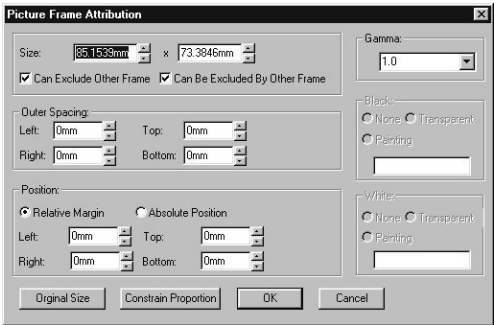 Picture Frame Attribution
Size: 85.1539mm x 73.3846mm
Can Exclude Other Frame Can Be Excluded By Other Frame
Outer Spacing:
Left: 0mm Top: 0mm
Right: 0mm Bottom: 0mm
Position:
Relative Margin Absolute Position
Left: 0mm Top: 0mm
Right: 0mm Bottom: 0mm
Gamma:
1.0
Black:
None Transparent
Painting
White:
None Transparent
Painting
Orginal Size Constrain Proportion OK Cancel